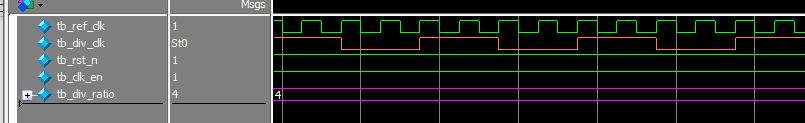 Msgs
tb_ref_clk 1
tb_div_clk St0
tb_rst_n 1
tb_clk_en 1
tb_div_ratio 4 4